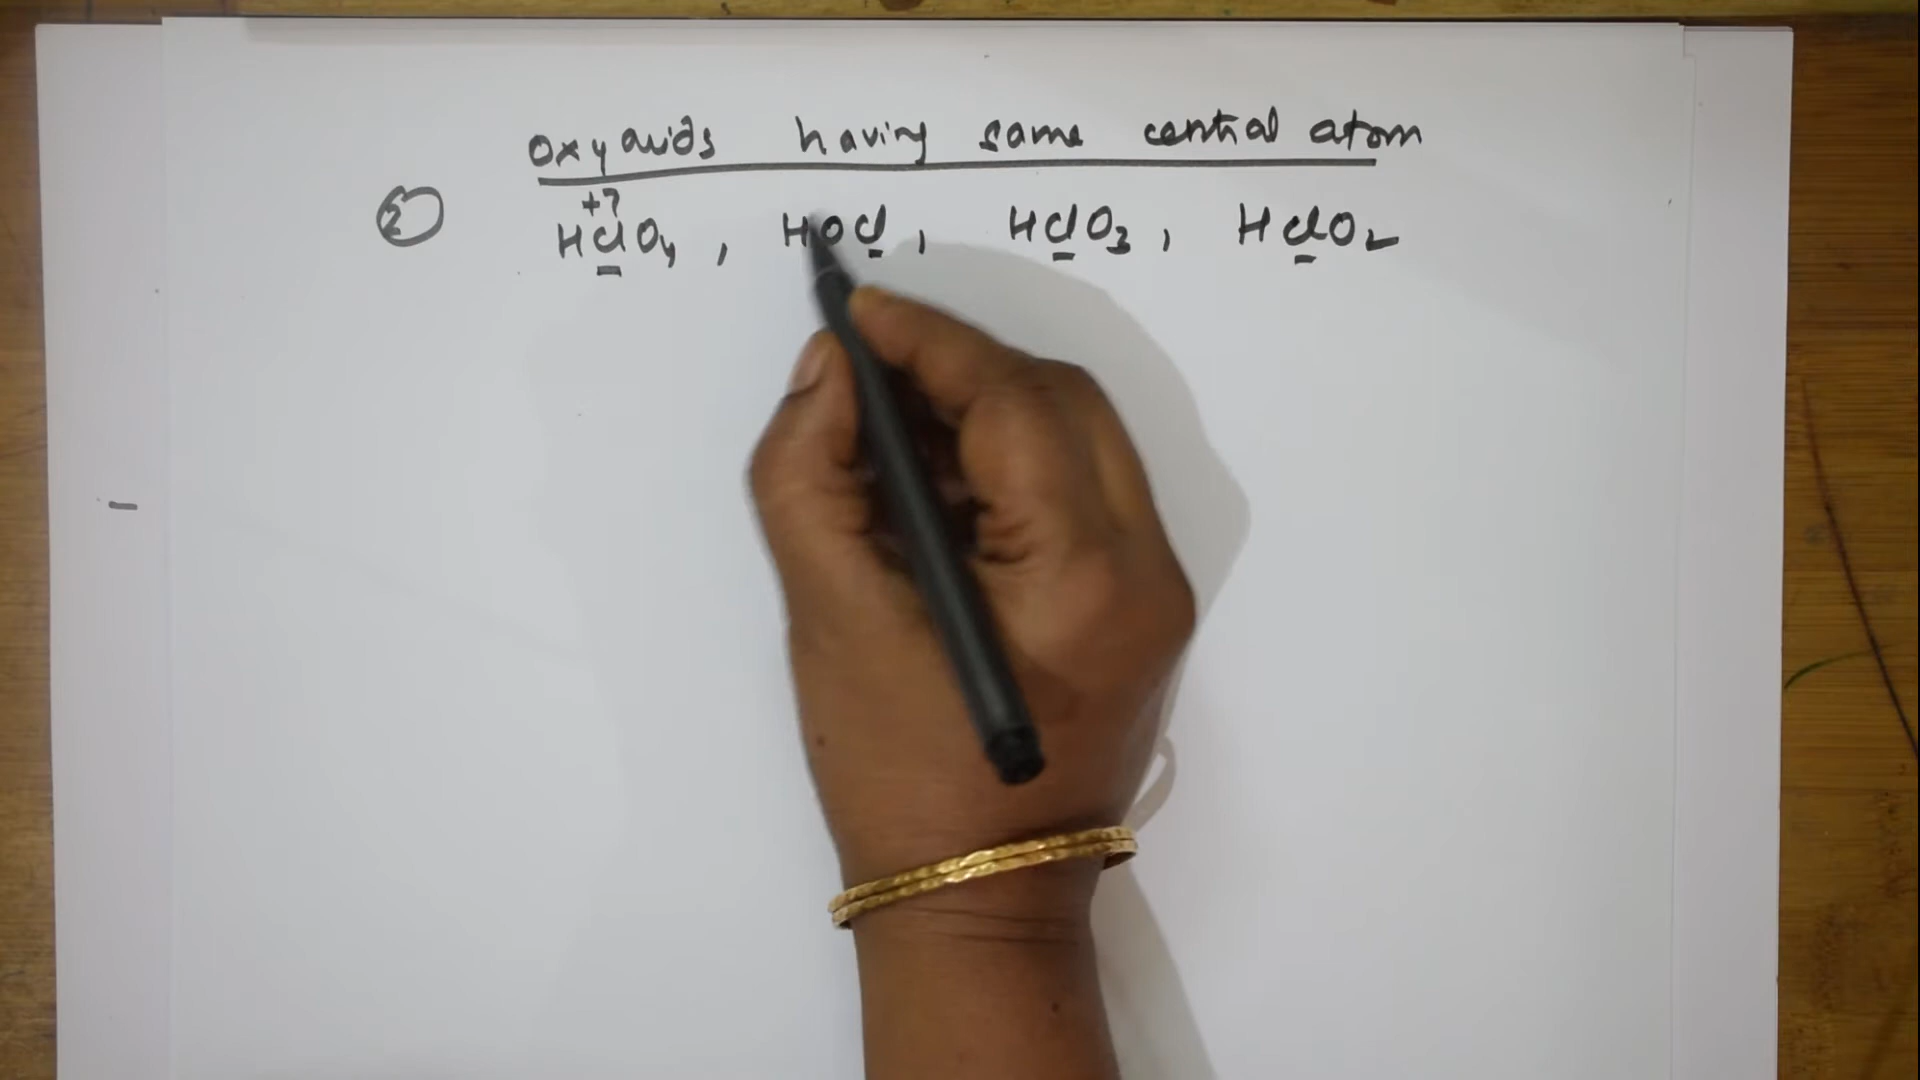 Oxyacids having same central atom
+7
② HClO4, HOCl, HClO3, HClO2